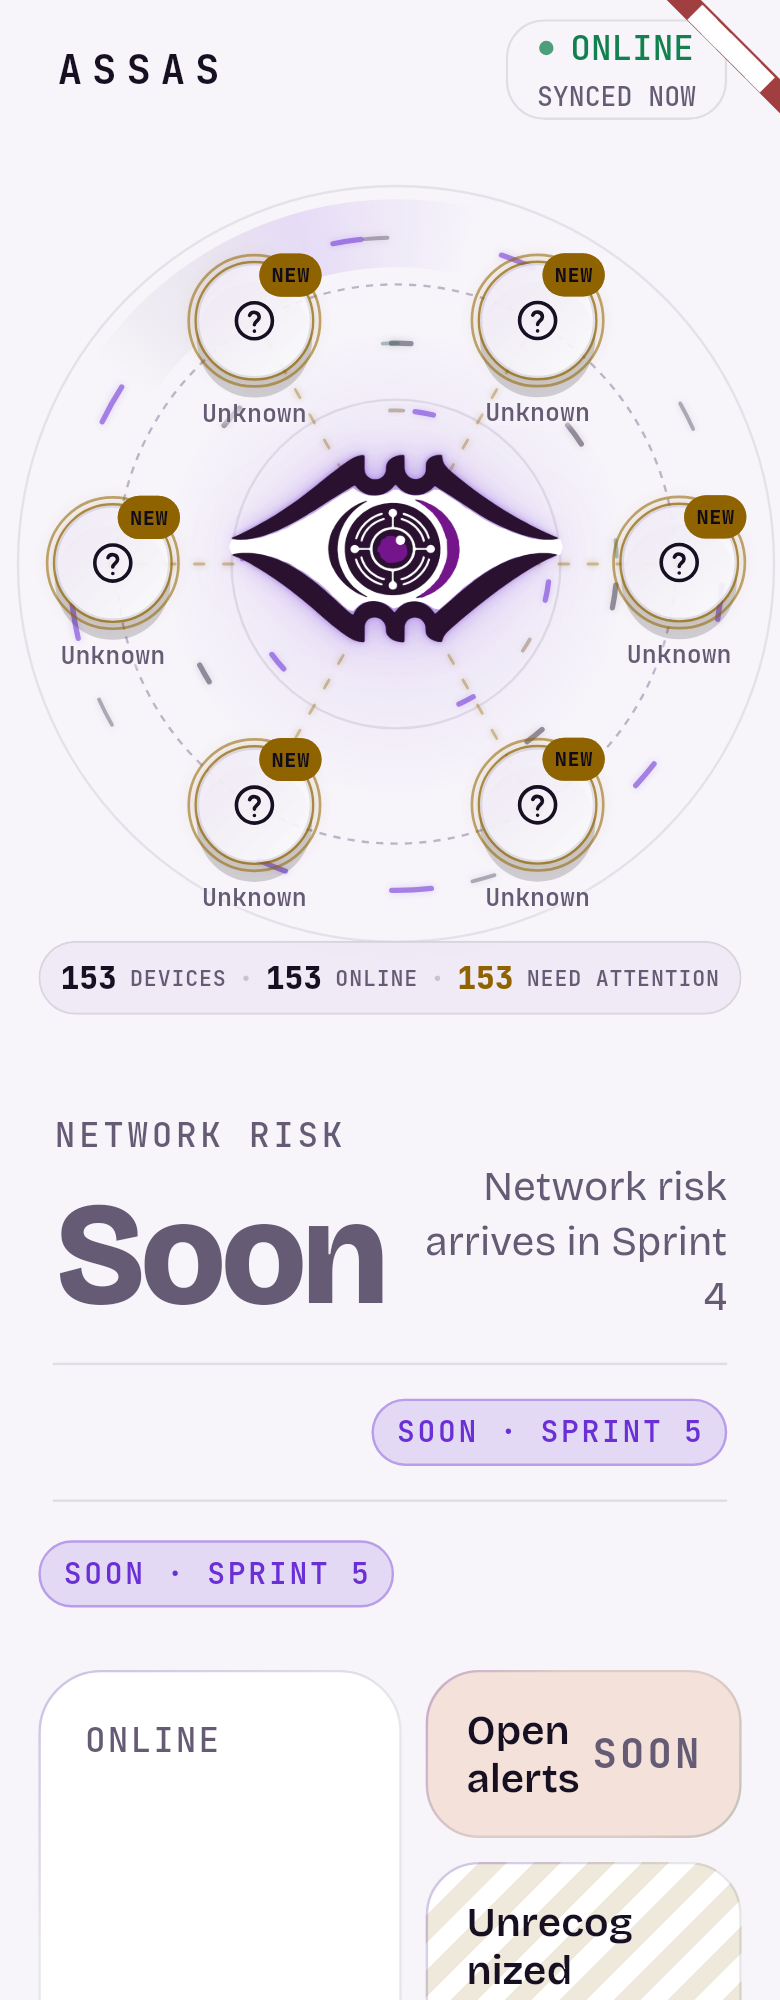 ASSAS
ONLINE
SYNCED NOW
NEW
NEW
Unknown
Unknown
NEW
NEW
Unknown
Unknown
NEW
NEW
Unknown
Unknown
153 DEVICES · 153 ONLINE · 153 NEED ATTENTION
NETWORK RISK
Soon
Network risk
arrives in Sprint
4
SOON · SPRINT 5
SOON · SPRINT 5
ONLINE
Open
alerts
SOON
Unrecog
nized